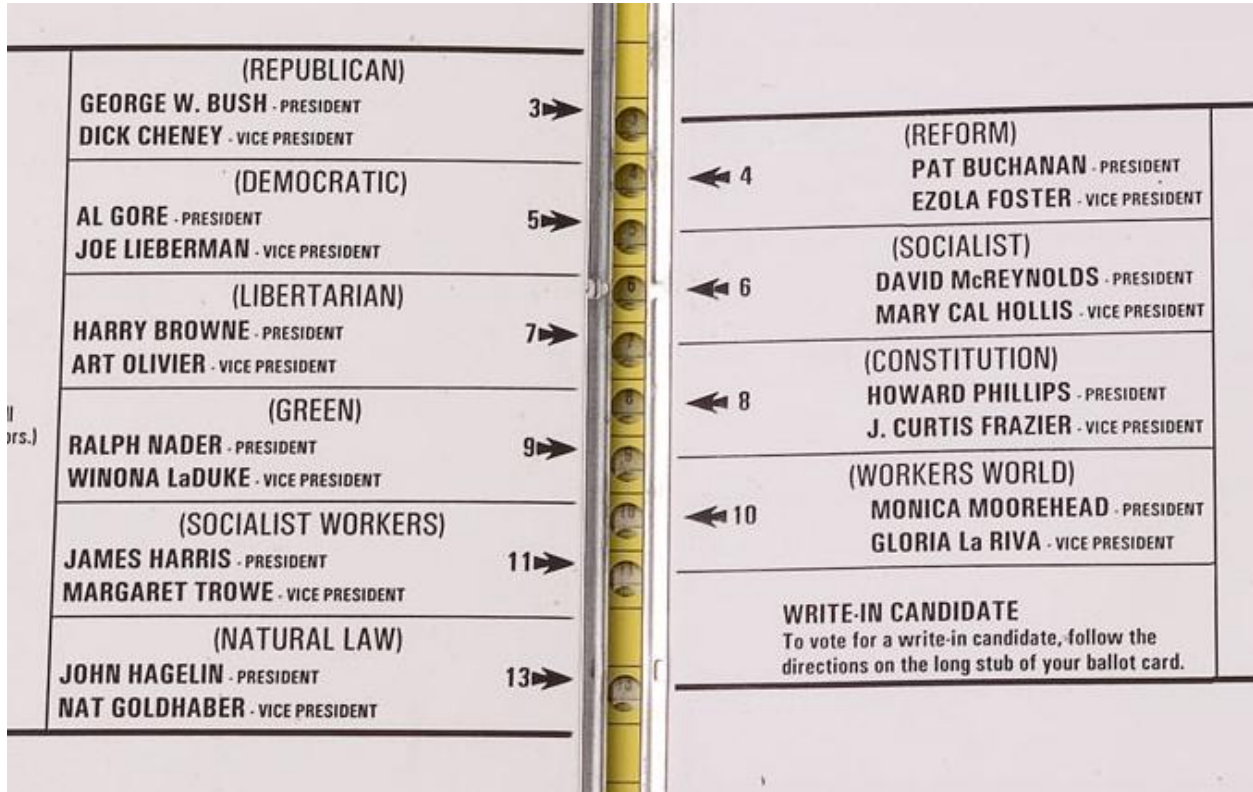 (REPUBLICAN)
GEORGE W. BUSH - PRESIDENT 3
DICK CHENEY - VICE PRESIDENT
(DEMOCRATIC)
AL GORE - PRESIDENT 5
JOE LIEBERMAN - VICE PRESIDENT
(LIBERTARIAN)
HARRY BROWNE - PRESIDENT 7
ART OLIVIER - VICE PRESIDENT
(GREEN)
RALPH NADER - PRESIDENT 9
WINONA LaDUKE - VICE PRESIDENT
(SOCIALIST WORKERS)
JAMES HARRIS - PRESIDENT 11
MARGARET TROWE - VICE PRESIDENT
(NATURAL LAW)
JOHN HAGELIN - PRESIDENT 13
NAT GOLDHABER - VICE PRESIDENT
(REFORM)
4 PAT BUCHANAN - PRESIDENT
EZOLA FOSTER - VICE PRESIDENT
(SOCIALIST)
6 DAVID McREYNOLDS - PRESIDENT
MARY CAL HOLLIS - VICE PRESIDENT
(CONSTITUTION)
8 HOWARD PHILLIPS - PRESIDENT
J. CURTIS FRAZIER - VICE PRESIDENT
(WORKERS WORLD)
10 MONICA MOOREHEAD - PRESIDENT
GLORIA La RIVA - VICE PRESIDENT
WRITE-IN CANDIDATE
To vote for a write-in candidate, follow the
directions on the long stub of your ballot card.